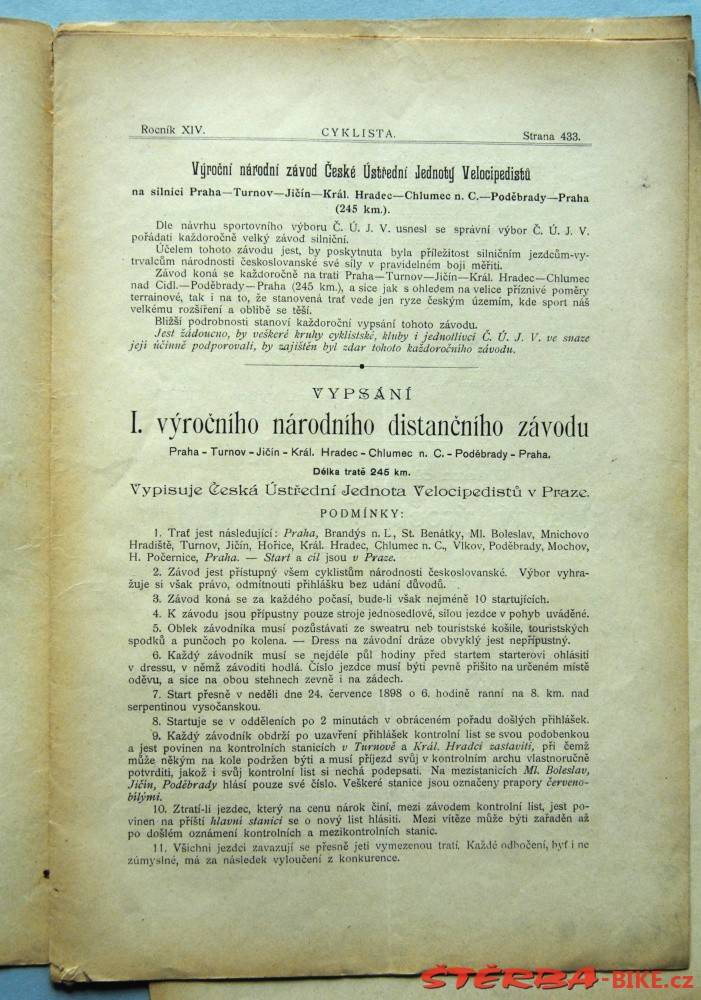 Ročník XIV. CYKLISTA. Strana 433.
Výroční národní závod České Ústřední Jednoty Velocipedistů
na silnici Praha—Turnov—Jičín—Král. Hradec—Chlumec n. C.—Poděbrady—Praha
(245 km.).
Dle návrhu sportovního výboru Č. Ú. J. V. usnesl se správní výbor Č. Ú. J. V.
pořádati každoročně velký závod silniční.
Účelem tohoto závodu jest, by poskytnuta byla příležitost silničním jezdcům-vy-
trvalcům národnosti českoslovanské své síly v pravidelném boji měřiti.
Závod koná se každoročně na trati Praha—Turnov—Jičín—Král. Hradec—Chlumec
nad Cidl.—Poděbrady—Praha (245 km.), a sice jak s ohledem na velice příznivé poměry
terrainové, tak i na to, že stanovená trať vede jen ryze českým územím, kde sport náš
velkému rozšíření a oblibě se těší.
Bližší podrobnosti stanoví každoroční vypsání tohoto závodu.
Jest žádoucno, by veškeré kruhy cyklistské, kluby i jednotlivci Č. Ú. J. V. ve snaze
její účinně podporovali, by zajištěn byl zdar tohoto každoročního závodu.
VYPSÁNÍ
I. výročního národního distančního závodu
Praha - Turnov - Jičín - Král. Hradec - Chlumec n. C. - Poděbrady - Praha.
Délka tratě 245 km.
Vypisuje Česká Ústřední Jednota Velocipedistů v Praze.
PODMÍNKY:
1. Trať jest následující: Praha, Brandýs n. L., St. Benátky, Ml. Boleslav, Mnichovo
Hradiště, Turnov, Jičín, Hořice, Král. Hradec, Chlumec n. C., Vlkov, Poděbrady, Mochov,
H. Počernice, Praha. — Start a cíl jsou v Praze.
2. Závod jest přístupný všem cyklistům národnosti českoslovanské. Výbor vyhra-
žuje si však právo, odmítnouti přihlášku bez udání důvodů.
3. Závod koná se za každého počasí, bude-li však nejméně 10 startujících.
4. K závodu jsou přípustny pouze stroje jednosedlové, silou jezdce v pohyb uváděné.
5. Oblek závodníka musí pozůstávati ze sweatru neb touristské košile, touristských
spodků a punčoch po kolena. — Dress na závodní dráze obvyklý jest nepřípustný.
6. Každý závodník musí se nejdéle půl hodiny před startem starterovi ohlásiti
v dressu, v němž závoditi hodlá. Číslo jezdce musí býti pevně přišito na určeném místě
oděvu, a sice na obou stehnech zevně i na zádech.
7. Start přesně v neděli dne 24. července 1898 o 6. hodině ranní na 8. km. nad
serpentinou vysočanskou.
8. Startuje se v odděleních po 2 minutách v obráceném pořadu došlých přihlášek.
9. Každý závodník obdrží po uzavření přihlášek kontrolní list se svou podobenkou
a jest povinen na kontrolních stanicích v Turnově a Král. Hradci zastaviti, při čemž
může někým na kole podržen býti a musí příjezd svůj v kontrolním archu vlastnoručně
potvrditi, jakož i svůj kontrolní list si nechá podepsati. Na mezistanicích Ml. Boleslav,
Jičín, Poděbrady hlásí pouze své číslo. Veškeré stanice jsou označeny prapory červeno-
bílými.
10. Ztratí-li jezdec, který na cenu nárok činí, mezi závodem kontrolní list, jest po-
vinen na příští hlavní stanici se o nový list hlásiti. Mezi vítěze může býti zařaděn až
po došlém oznámení kontrolních a mezikontrolních stanic.
11. Všichni jezdci zavazují se přesně jeti vymezenou tratí. Každé odbočení, byť i ne
zúmyslné, má za následek vyloučení z konkurence.
ŠTĚRBA-BIKE.cz